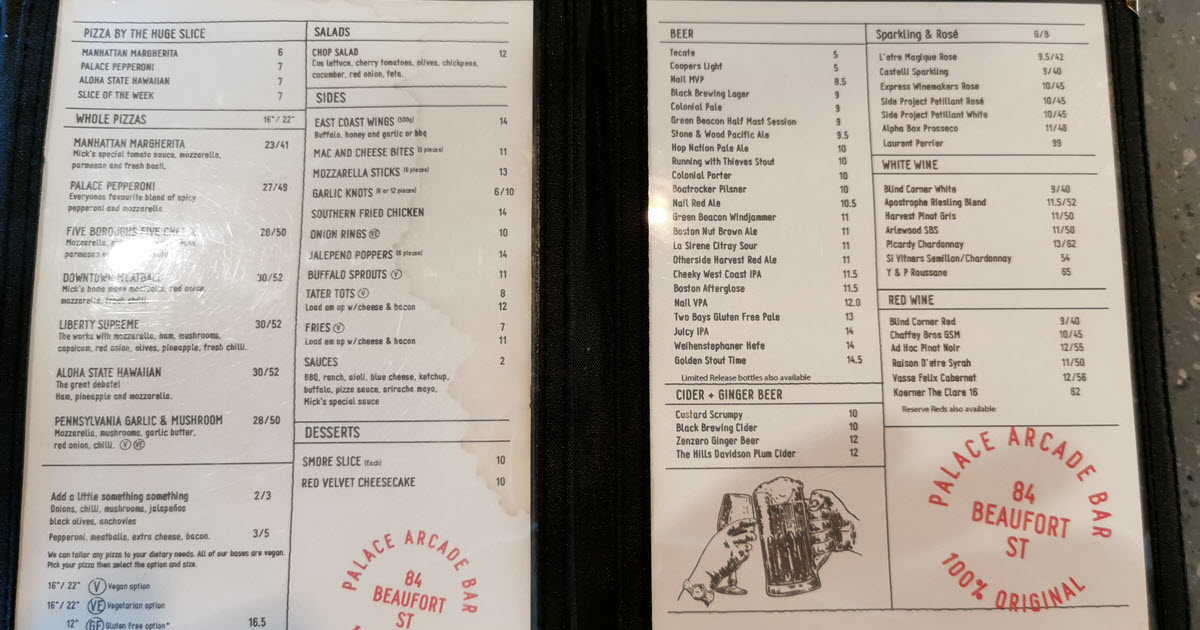 PIZZA BY THE HUGE SLICE
MANHATTAN MARGHERITA 6
PALACE PEPPERONI 7
ALOHA STATE HAWAIIAN 7
SLICE OF THE WEEK 7
WHOLE PIZZAS 16"/ 22"
MANHATTAN MARGHERITA 23/41
Mick's special tomato sauce, mozzarella,
parmesan and fresh basil.
PALACE PEPPERONI 27/49
Everyones favourite blend of spicy
pepperoni and mozzarella.
FIVE BOROUGHS FIVE CHEESE 28/50
Mozzarella,
parmesan
DOWNTOWN MEATBALL 30/52
Mick's home made meatballs, red onion,
mozzarella, fresh chilli.
LIBERTY SUPREME 30/52
The works with mozzarella, ham, mushrooms,
capsicum, red onion, olives, pineapple, fresh chilli.
ALOHA STATE HAWAIIAN 30/52
The great debate!
Ham, pineapple and mozzarella.
PENNSYLVANIA GARLIC & MUSHROOM 28/50
Mozzarella, mushrooms, garlic butter,
red onion, chilli. V VE
Add a little something something 2/3
Onions, chilli, mushrooms, jalapeños
black olives, anchovies
Pepperoni, meatballs, extra cheese, bacon. 3/5
We can tailor any pizza to your dietary needs. All of our bases are vegan.
Pick your pizza then select the option and size.
16"/ 22" V Vegan option
16"/ 22" VE Vegetarian option
12" GF Gluten Free option* 16.5
SALADS
CHOP SALAD 12
Cos lettuce, cherry tomatoes, olives, chickpeas,
cucumber, red onion, feta.
SIDES
EAST COAST WINGS (500g) 14
Buffalo, honey and garlic or bbq
MAC AND CHEESE BITES (5 pieces) 11
MOZZARELLA STICKS (6 pieces) 13
GARLIC KNOTS (6 or 12 pieces) 6/10
SOUTHERN FRIED CHICKEN 14
ONION RINGS VE 10
JALEPENO POPPERS (6 pieces) 14
BUFFALO SPROUTS V 11
TATER TOTS V 8
Load em up w/cheese & bacon 12
FRIES V 7
Load em up w/cheese & bacon 11
SAUCES 2
BBQ, ranch, aioli, blue cheese, ketchup,
buffalo, pizza sauce, sriracha mayo,
Mick's special sauce
DESSERTS
SMORE SLICE (Each) 10
RED VELVET CHEESECAKE 10
PALACE ARCADE BAR
84
BEAUFORT
ST
BEER
Tecate 5
Coopers Light 5
Nail MVP 8.5
Black Brewing Lager 9
Colonial Pale 9
Green Beacon Half Mast Session 9
Stone & Wood Pacific Ale 9.5
Hop Nation Pale Ale 10
Running with Thieves Stout 10
Colonial Porter 10
Boatrocker Pilsner 10
Nail Red Ale 10.5
Green Beacon Windjammer 11
Boston Nut Brown Ale 11
La Sirene Citray Sour 11
Otherside Harvest Red Ale 11
Cheeky West Coast IPA 11.5
Boston Afterglose 11.5
Nail VPA 12.0
Two Bays Gluten Free Pale 13
Juicy IPA 14
Weihenstephaner Hefe 14
Golden Stout Time 14.5
Limited Release bottles also available
CIDER + GINGER BEER
Custard Scrumpy 10
Black Brewing Cider 10
Zenzero Ginger Beer 12
The Hills Davidson Plum Cider 12
Sparkling & Rosé G/B
L'etre Magique Rose 9.5/42
Castelli Sparkling 9/40
Express Winemakers Rose 10/45
Side Project Petillant Rosé 10/45
Side Project Petillant White 10/45
Alpha Box Prosseco 11/48
Laurent Perrier 99
WHITE WINE
Blind Corner White 9/40
Apostrophe Riesling Blend 11.5/52
Harvest Pinot Gris 11/50
Arlewood SBS 11/50
Picardy Chardonnay 13/62
Si Vitners Semillon/Chardonnay 54
Y & P Roussane 65
RED WINE
Blind Corner Red 9/40
Chaffey Bros GSM 10/45
Ad Hoc Pinot Noir 12/55
Raison D'etre Syrah 11/50
Vasse Felix Cabernet 12/56
Koerner The Clare 16 62
Reserve Reds also available
PALACE ARCADE BAR
84
BEAUFORT
ST
100% ORIGINAL